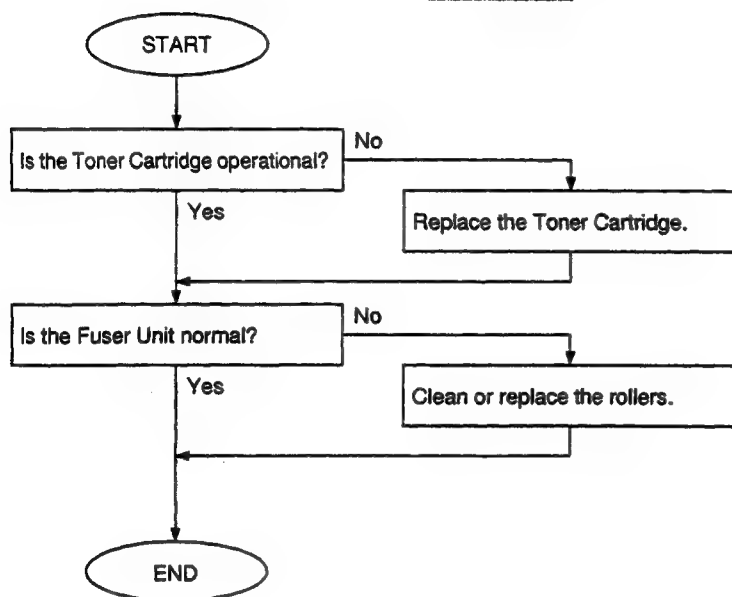 START
Is the Toner Cartridge operational?
No
Yes
Replace the Toner Cartridge.
Is the Fuser Unit normal?
No
Yes
Clean or replace the rollers.
END